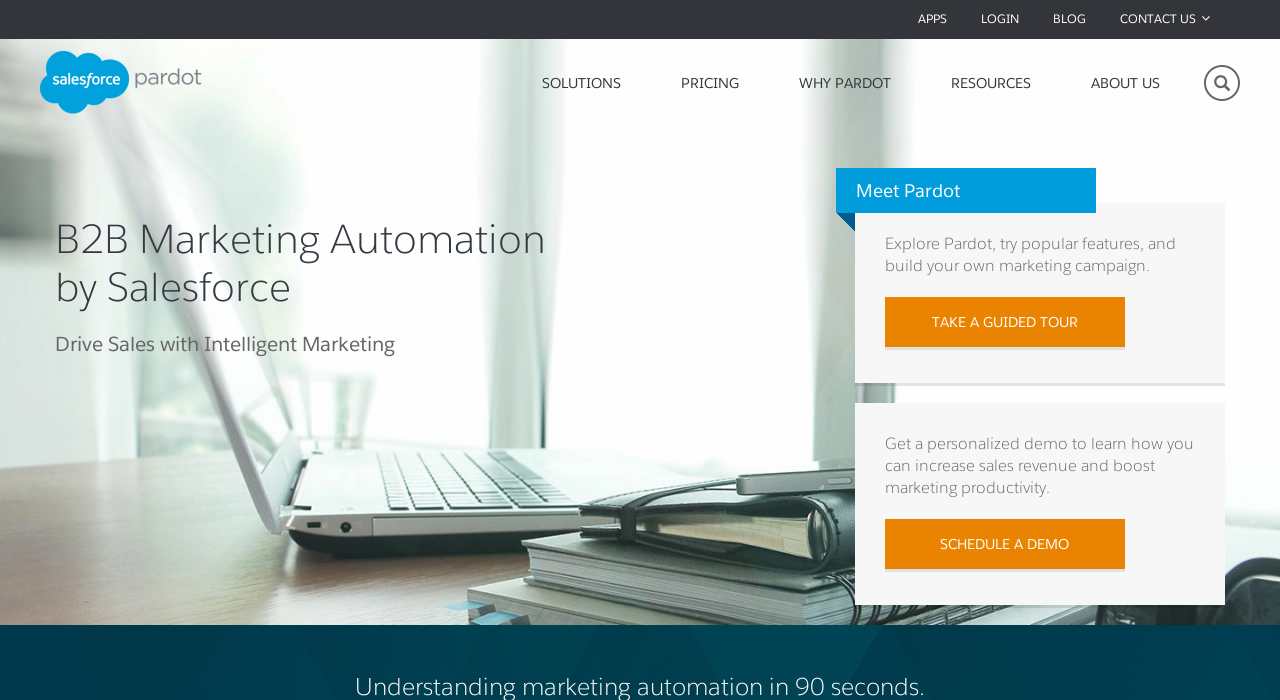 APPS LOGIN BLOG CONTACT US
salesforce pardot
SOLUTIONS PRICING WHY PARDOT RESOURCES ABOUT US
Meet Pardot
B2B Marketing Automation
by Salesforce
Drive Sales with Intelligent Marketing
Explore Pardot, try popular features, and
build your own marketing campaign.
TAKE A GUIDED TOUR
Get a personalized demo to learn how you
can increase sales revenue and boost
marketing productivity.
SCHEDULE A DEMO
Understanding marketing automation in 90 seconds.